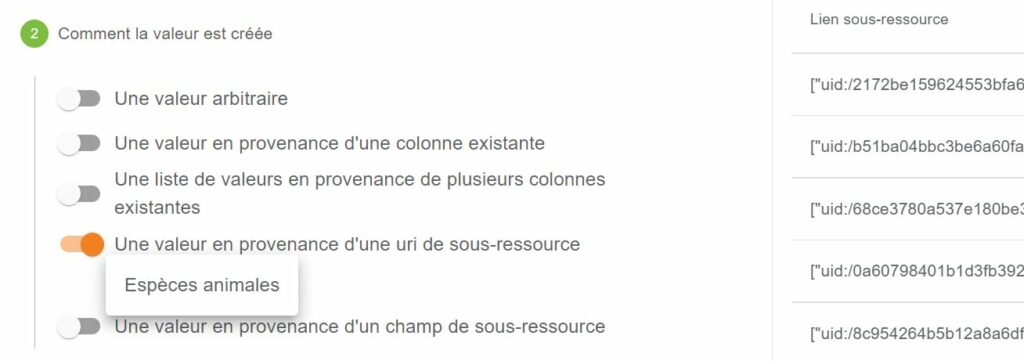 2 Comment la valeur est créée
Une valeur arbitraire
Une valeur en provenance d'une colonne existante
Une liste de valeurs en provenance de plusieurs colonnes
existantes
Une valeur en provenance d'une uri de sous-ressource
Espèces animales
Une valeur en provenance d'un champ de sous-ressource
Lien sous-ressource
["uid:/2172be159624553bfa6
["uid:/b51ba04bbc3be6a60fa
["uid:/68ce3780a537e180be3
["uid:/0a60798401b1d3fb392
["uid:/8c954264b5b12a8a6df